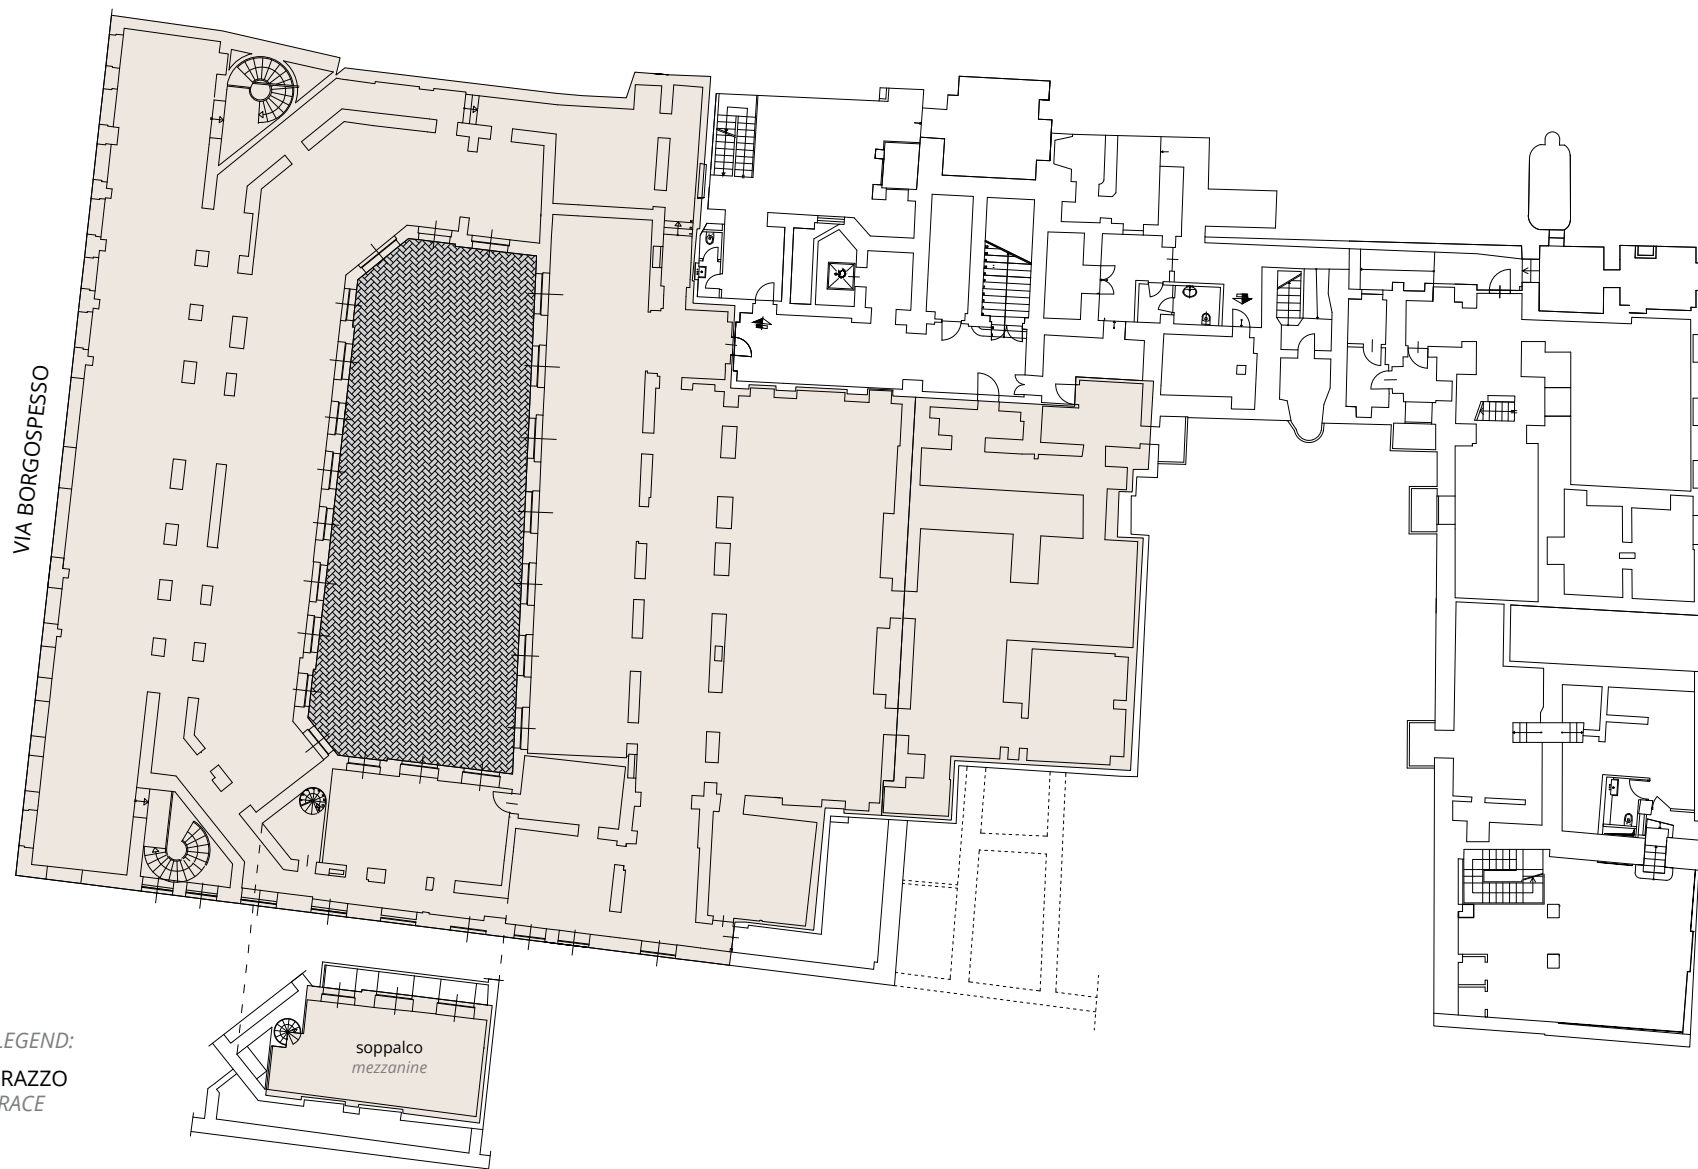 VIA BORGOSPESSO
soppalco
mezzanine
LEGEND:
RAZZO
RACE